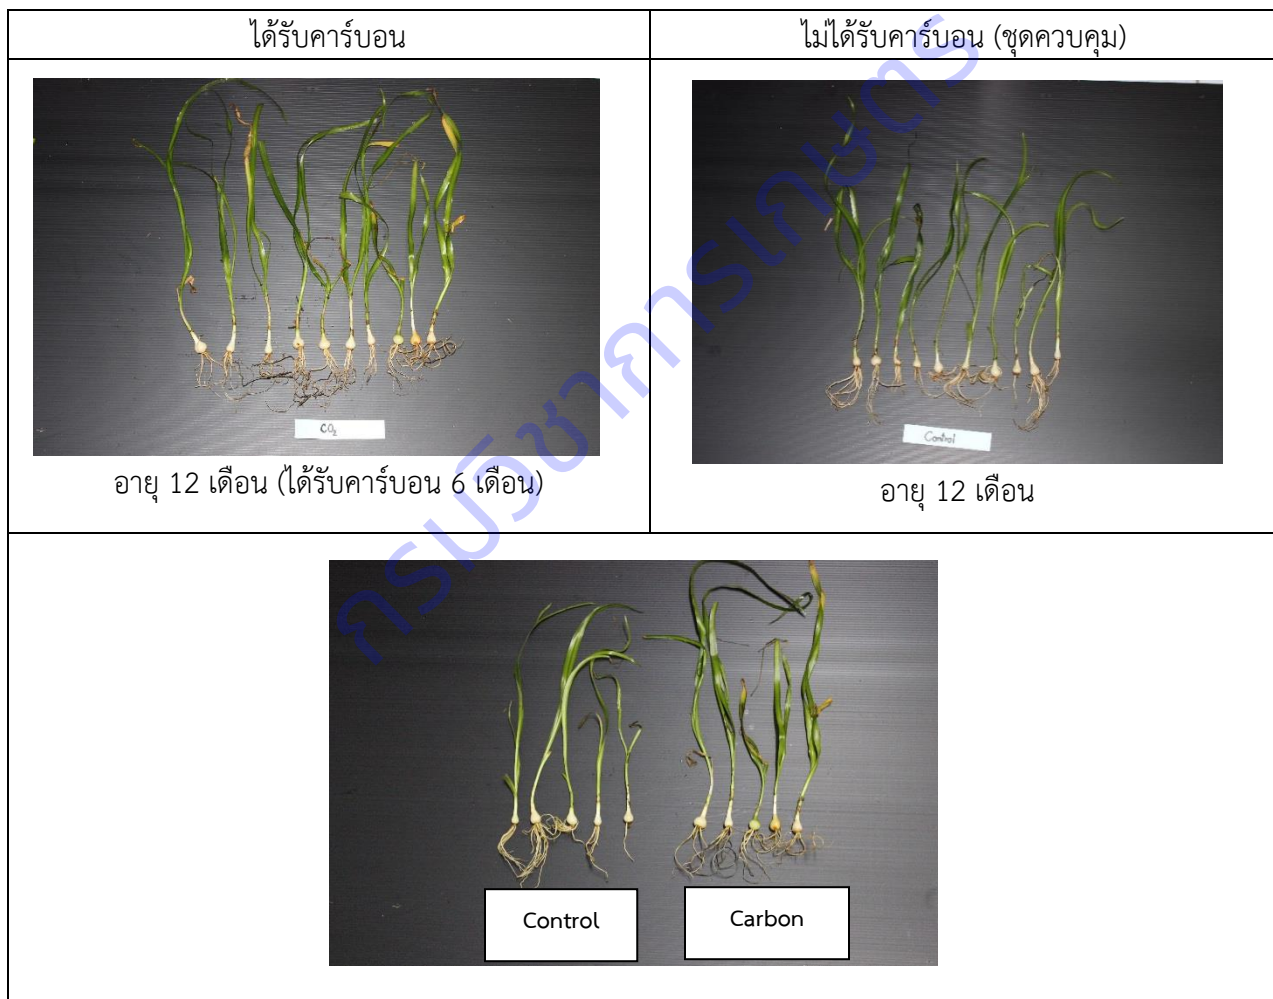 ได้รับคาร์บอน
ไม่ได้รับคาร์บอน (ชุดควบคุม)
CO₂
Control
อายุ 12 เดือน (ได้รับคาร์บอน 6 เดือน)
อายุ 12 เดือน
Control
Carbon
กรมวิชาการเกษตร